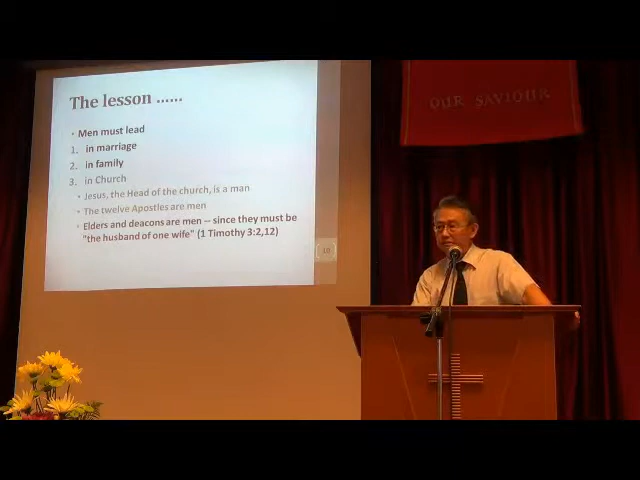 The lesson ......
• Men must lead
1. in marriage
2. in family
3. in Church
• Jesus, the Head of the church, is a man
• The twelve Apostles are men
• Elders and deacons are men -- since they must be
"the husband of one wife" (1 Timothy 3:2,12)
10
OUR SAVIOUR